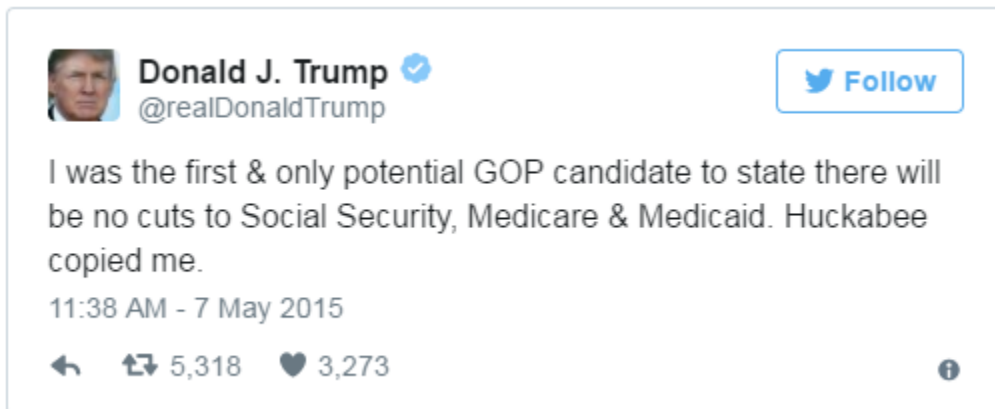 Donald J. Trump
@realDonaldTrump
Follow
I was the first & only potential GOP candidate to state there will
be no cuts to Social Security, Medicare & Medicaid. Huckabee
copied me.
11:38 AM - 7 May 2015
5,318 3,273